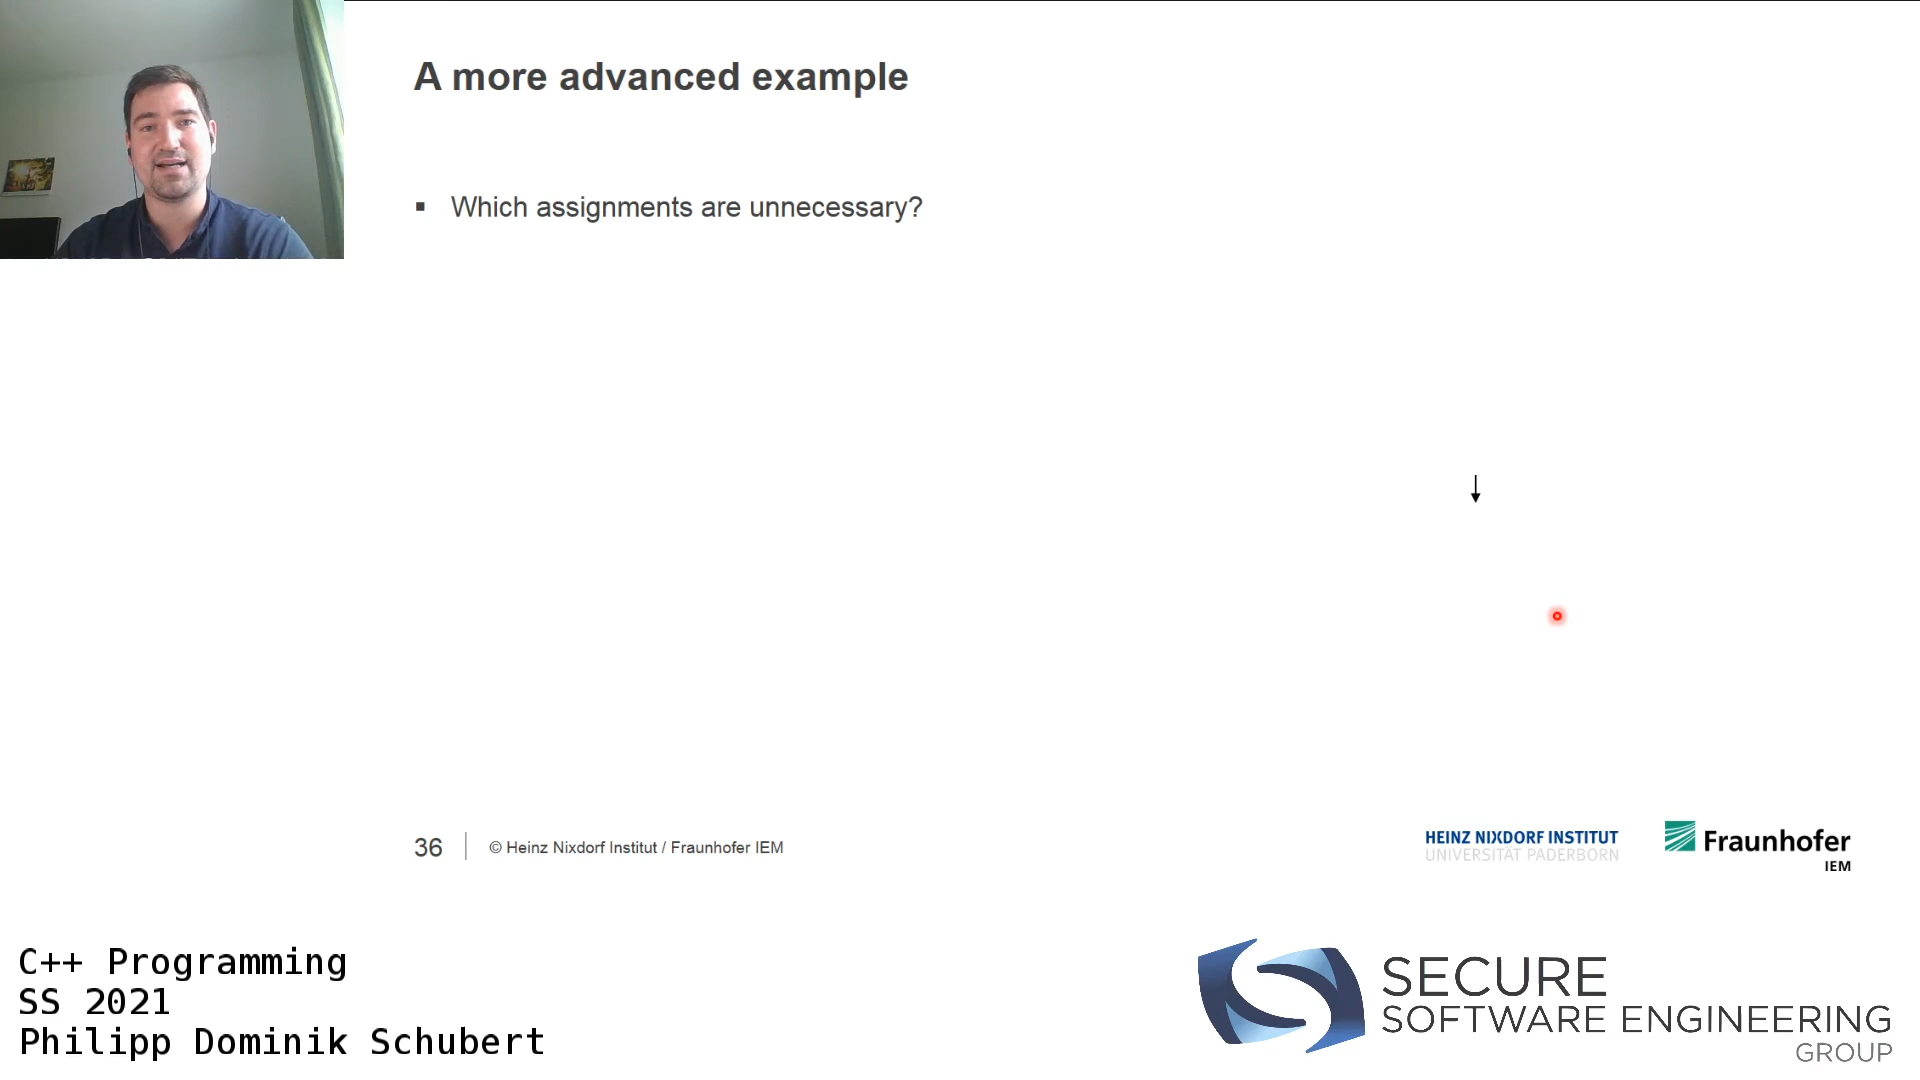 A more advanced example
▪ Which assignments are unnecessary?
36
© Heinz Nixdorf Institut / Fraunhofer IEM
HEINZ NIXDORF INSTITUT
UNIVERSITÄT PADERBORN
Fraunhofer
IEM
C++ Programming
SS 2021
Philipp Dominik Schubert
SECURE
SOFTWARE ENGINEERING
GROUP